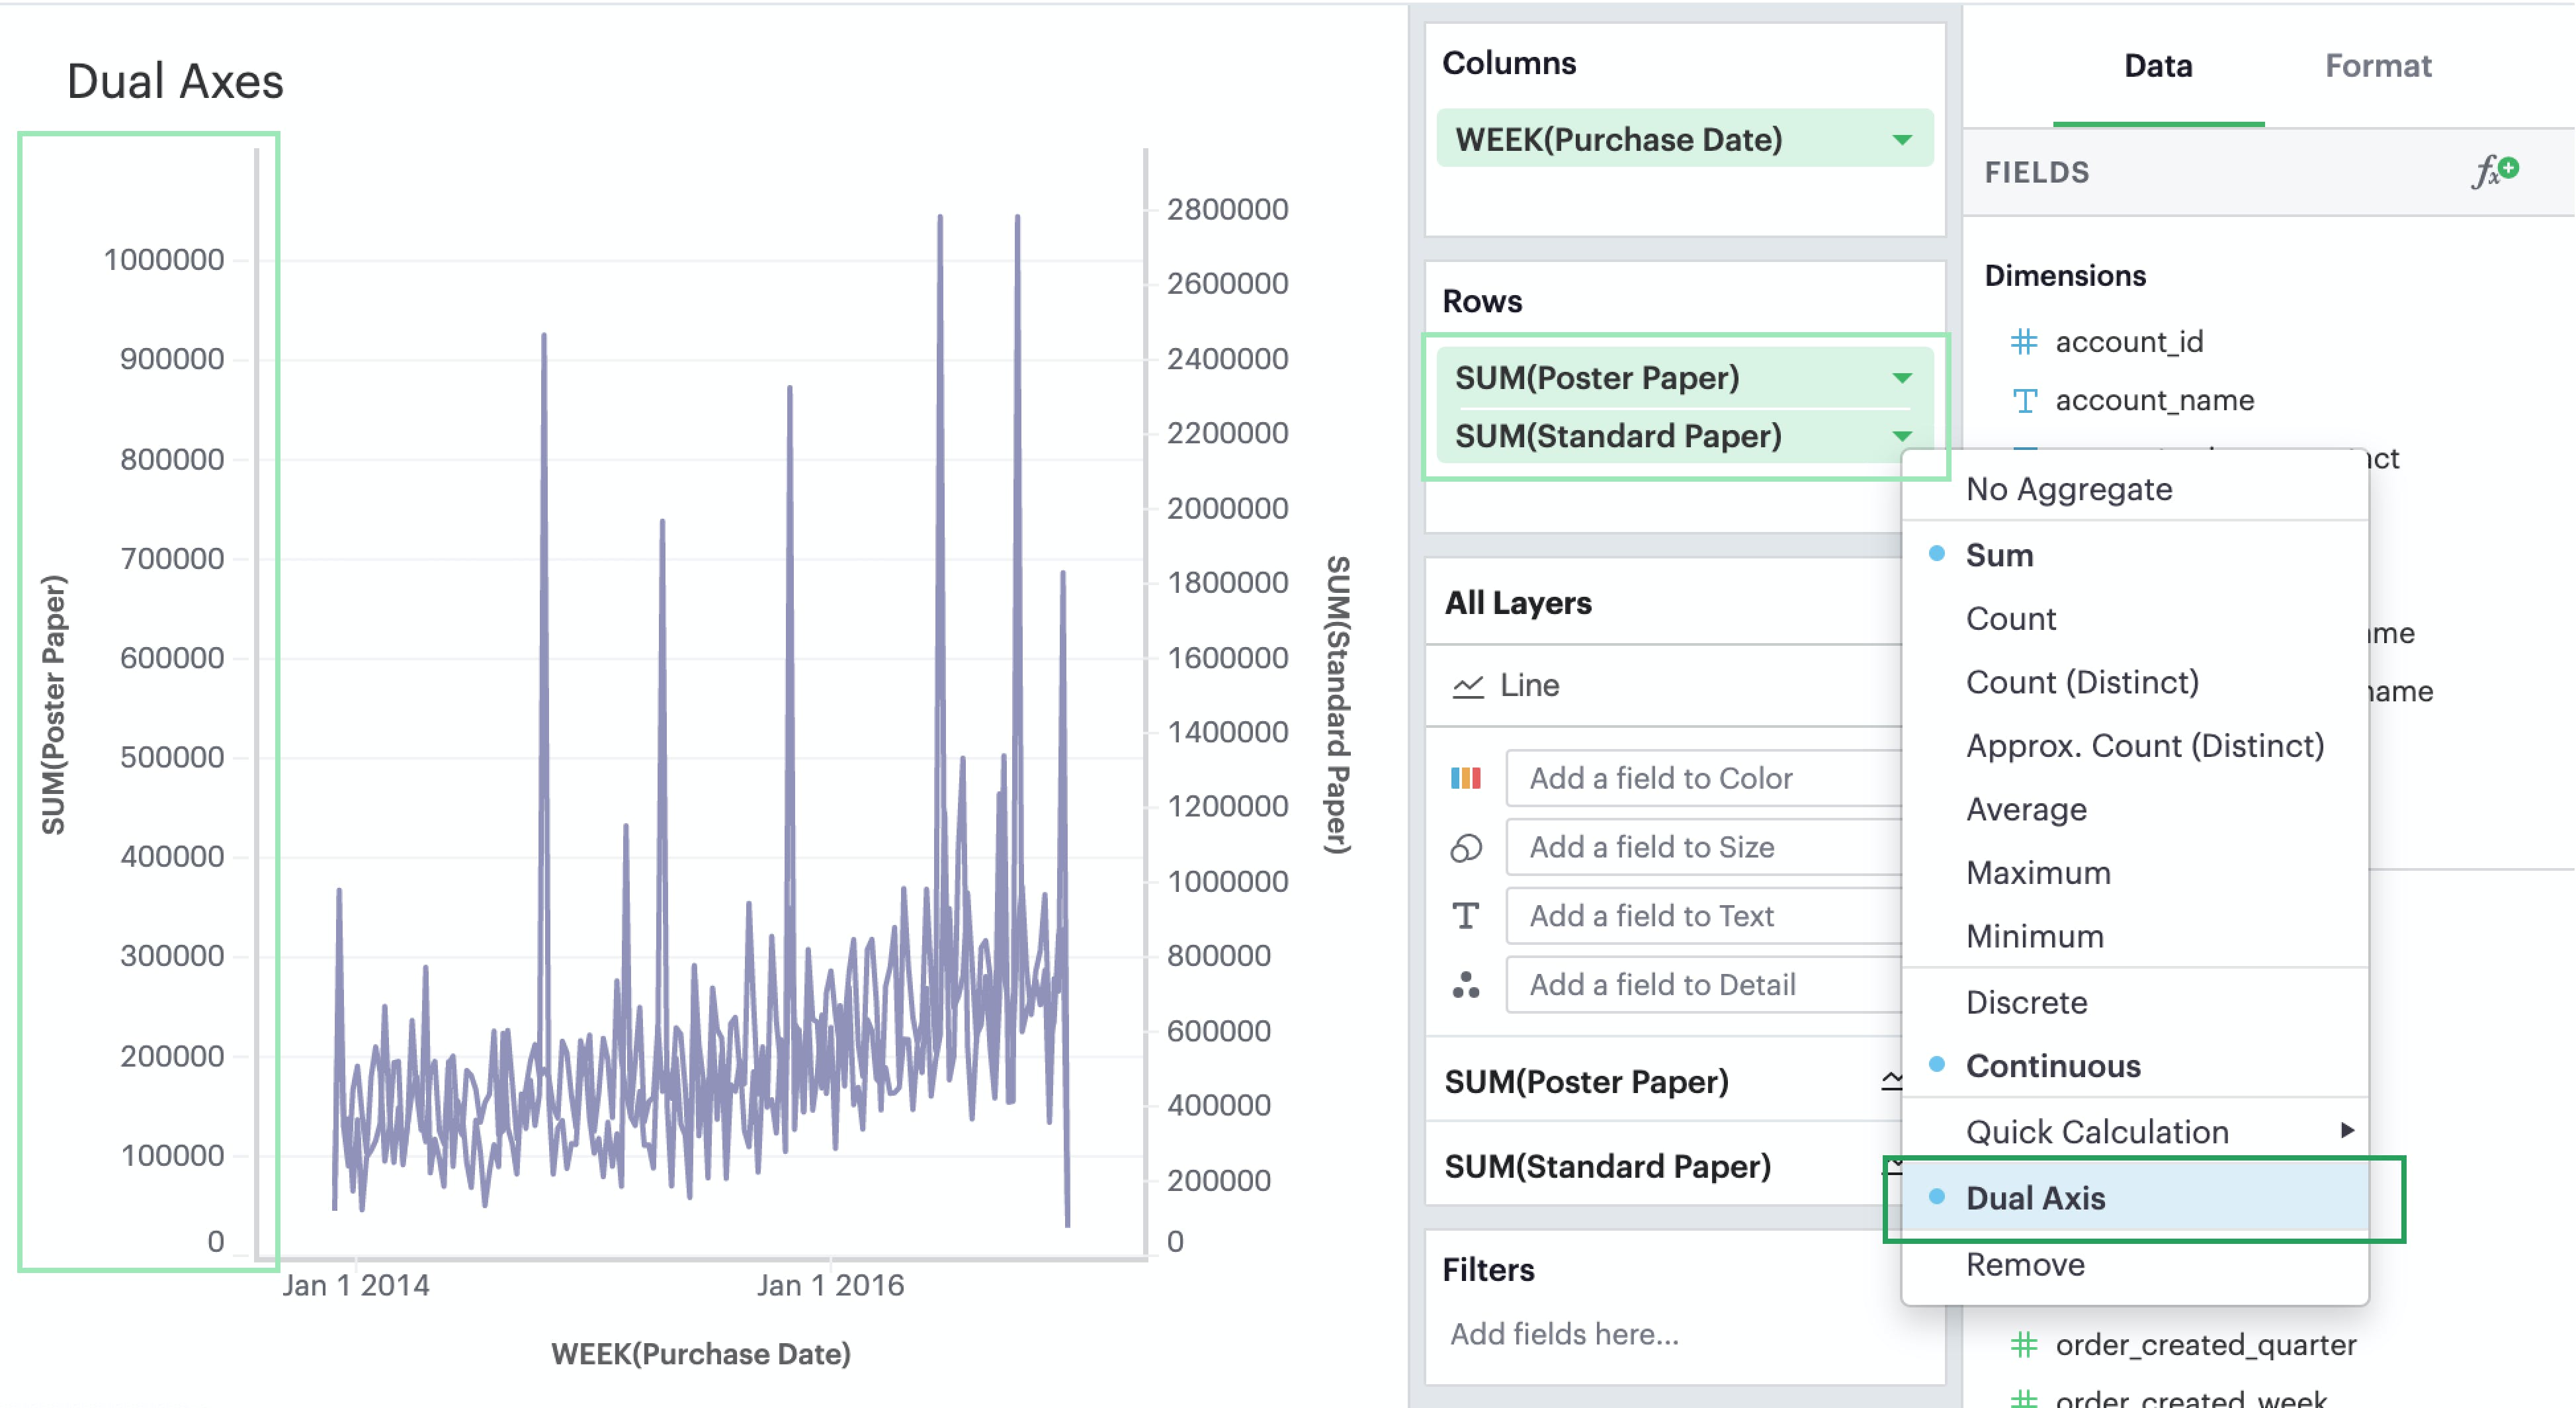 Dual Axes
SUM(Poster Paper)
1000000
900000
800000
700000
600000
500000
400000
300000
200000
100000
0
2800000
2600000
2400000
2200000
2000000
1800000
1600000
1400000
1200000
1000000
800000
600000
400000
200000
0
SUM(Standard Paper)
Jan 1 2014
Jan 1 2016
WEEK(Purchase Date)
Columns
WEEK(Purchase Date)
Rows
SUM(Poster Paper)
SUM(Standard Paper)
All Layers
Line
Add a field to Color
Add a field to Size
T
Add a field to Text
Add a field to Detail
SUM(Poster Paper)
SUM(Standard Paper)
Filters
Add fields here...
No Aggregate
Sum
Count
Count (Distinct)
Approx. Count (Distinct)
Average
Maximum
Minimum
Discrete
Continuous
Quick Calculation
Dual Axis
Remove
Data
Format
FIELDS
fx
Dimensions
# account_id
T account_name
ct
me
name
# order_created_quarter
# order_created_week